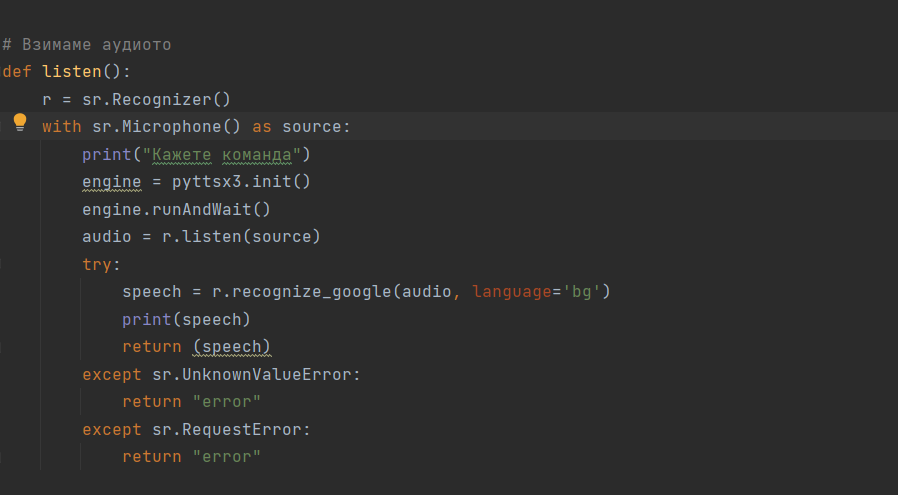 # Взимаме аудиото
def listen():
    r = sr.Recognizer()
    with sr.Microphone() as source:
        print("Кажете команда")
        engine = pyttsx3.init()
        engine.runAndWait()
        audio = r.listen(source)
        try:
            speech = r.recognize_google(audio, language='bg')
            print(speech)
            return (speech)
        except sr.UnknownValueError:
            return "error"
        except sr.RequestError:
            return "error"